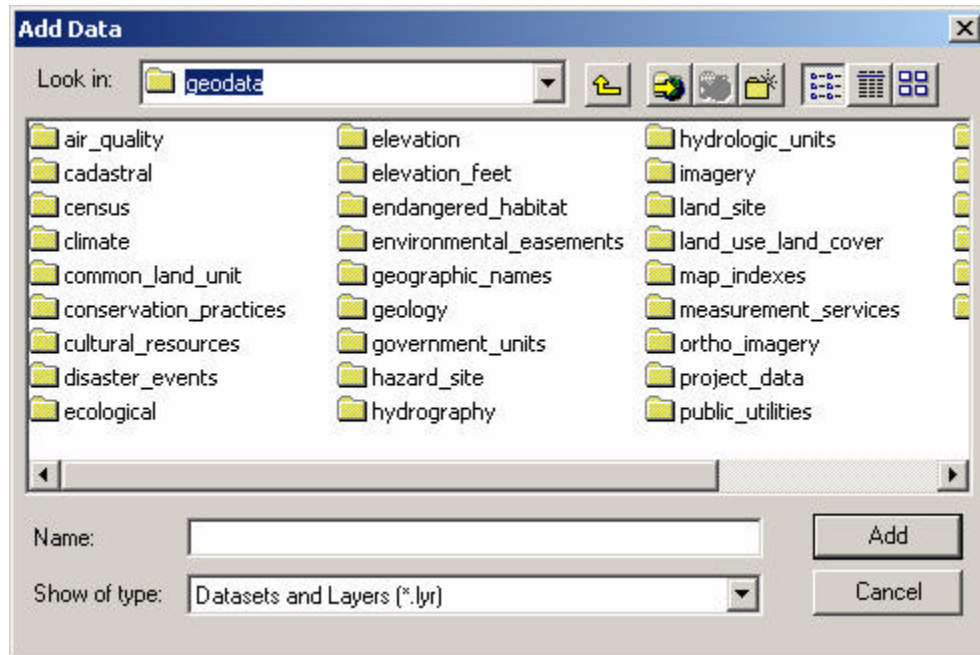 Add Data
Look in: geodata
air_quality
cadastral
census
climate
common_land_unit
conservation_practices
cultural_resources
disaster_events
ecological
elevation
elevation_feet
endangered_habitat
environmental_easements
geographic_names
geology
government_units
hazard_site
hydrography
hydrologic_units
imagery
land_site
land_use_land_cover
map_indexes
measurement_services
ortho_imagery
project_data
public_utilities
Name:
Add
Show of type: Datasets and Layers (*.lyr)
Cancel